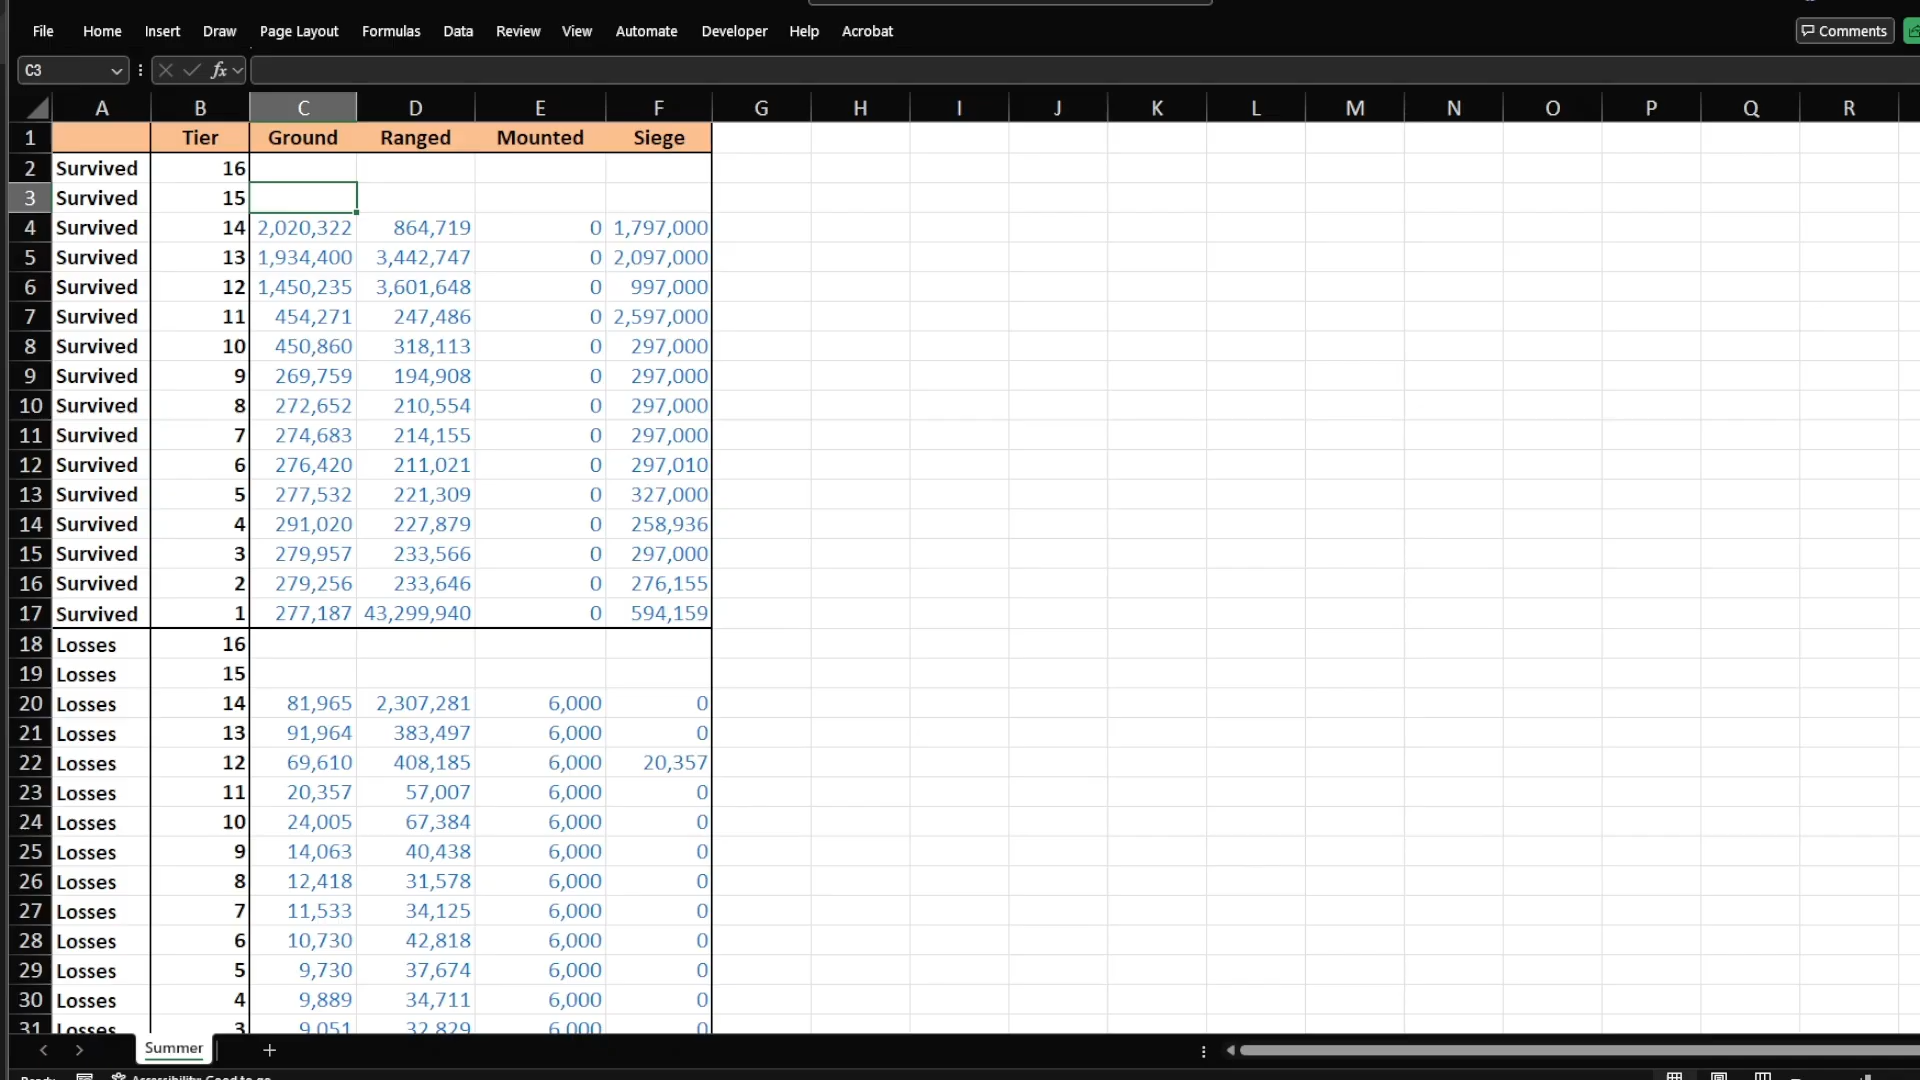 File Home Insert Draw Page Layout Formulas Data Review View Automate Developer Help Acrobat Comments
C3 fx
A B C D E F G H I J K L M N O P Q R
1 Tier Ground Ranged Mounted Siege
2 Survived 16
3 Survived 15
4 Survived 14 2,020,322 864,719 0 1,797,000
5 Survived 13 1,934,400 3,442,747 0 2,097,000
6 Survived 12 1,450,235 3,601,648 0 997,000
7 Survived 11 454,271 247,486 0 2,597,000
8 Survived 10 450,860 318,113 0 297,000
9 Survived 9 269,759 194,908 0 297,000
10 Survived 8 272,652 210,554 0 297,000
11 Survived 7 274,683 214,155 0 297,000
12 Survived 6 276,420 211,021 0 297,010
13 Survived 5 277,532 221,309 0 327,000
14 Survived 4 291,020 227,879 0 258,936
15 Survived 3 279,957 233,566 0 297,000
16 Survived 2 279,256 233,646 0 276,155
17 Survived 1 277,187 43,299,940 0 594,159
18 Losses 16
19 Losses 15
20 Losses 14 81,965 2,307,281 6,000 0
21 Losses 13 91,964 383,497 6,000 0
22 Losses 12 69,610 408,185 6,000 20,357
23 Losses 11 20,357 57,007 6,000 0
24 Losses 10 24,005 67,384 6,000 0
25 Losses 9 14,063 40,438 6,000 0
26 Losses 8 12,418 31,578 6,000 0
27 Losses 7 11,533 34,125 6,000 0
28 Losses 6 10,730 42,818 6,000 0
29 Losses 5 9,730 37,674 6,000 0
30 Losses 4 9,889 34,711 6,000 0
31 Losses 3 9,051 32,829 6,000 0
Summer
Ready Accessibility: Good to go